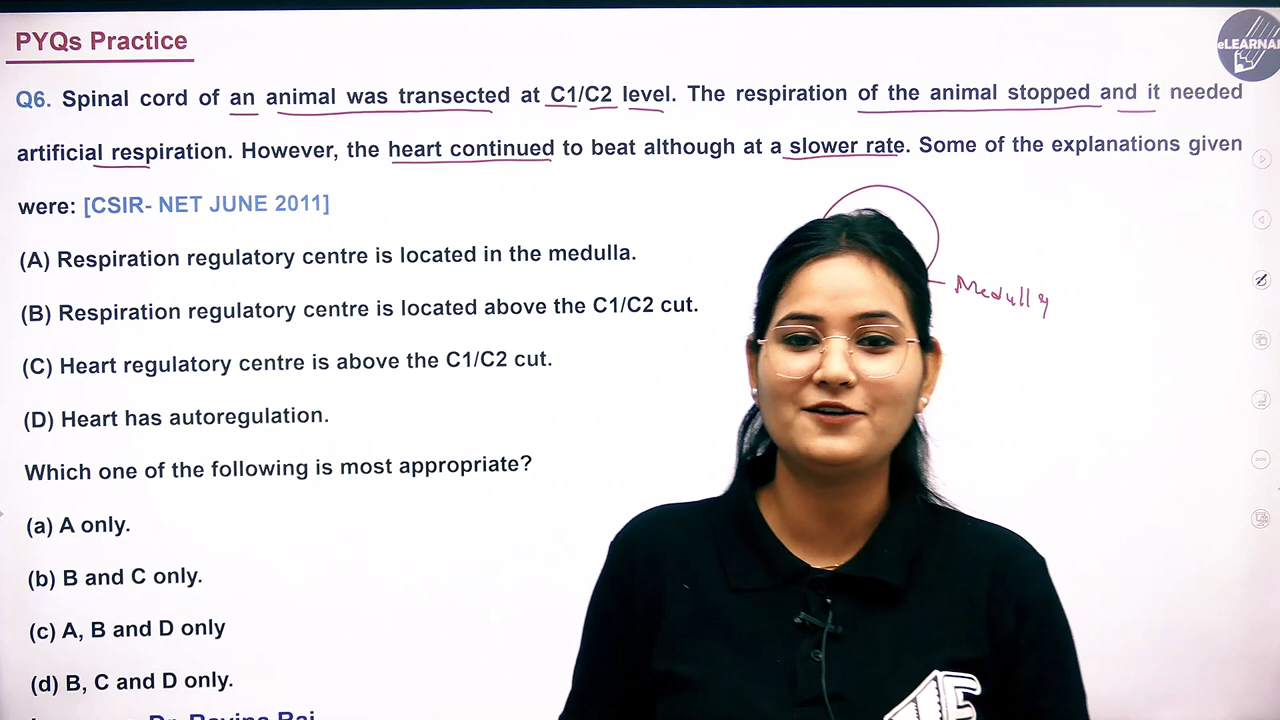 PYQs Practice
eLEARNA
Q6. Spinal cord of an animal was transected at C1/C2 level. The respiration of the animal stopped and it needed
artificial respiration. However, the heart continued to beat although at a slower rate. Some of the explanations given
were: [CSIR- NET JUNE 2011]
(A) Respiration regulatory centre is located in the medulla.
Medulla
(B) Respiration regulatory centre is located above the C1/C2 cut.
(C) Heart regulatory centre is above the C1/C2 cut.
(D) Heart has autoregulation.
Which one of the following is most appropriate?
(a) A only.
(b) B and C only.
(c) A, B and D only
(d) B, C and D only.